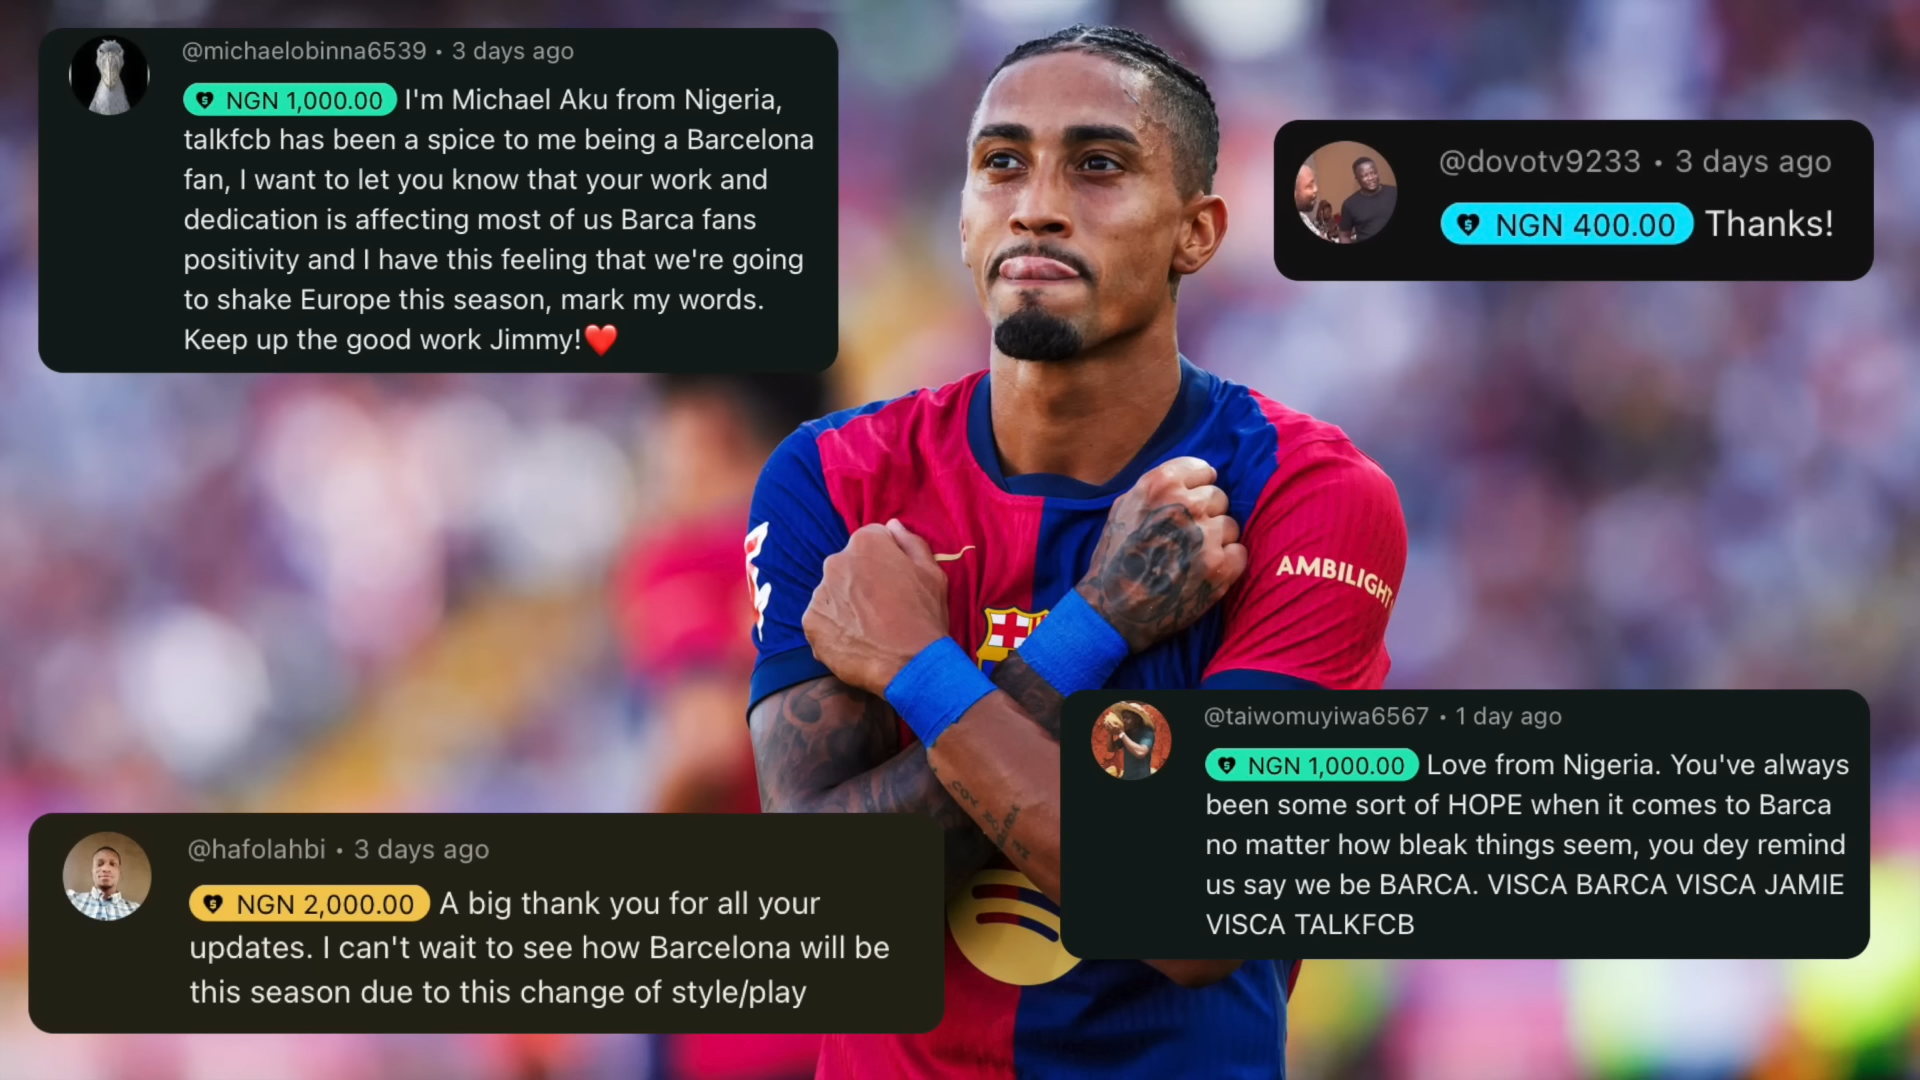 @michaelobinna6539 • 3 days ago
NGN 1,000.00 I'm Michael Aku from Nigeria,
talkfcb has been a spice to me being a Barcelona
fan, I want to let you know that your work and
dedication is affecting most of us Barca fans
positivity and I have this feeling that we're going
to shake Europe this season, mark my words.
Keep up the good work Jimmy!❤️
@dovotv9233 • 3 days ago
NGN 400.00 Thanks!
AMBILIGHT
@taiwomuyiwa6567 • 1 day ago
NGN 1,000.00 Love from Nigeria. You've always
been some sort of HOPE when it comes to Barca
no matter how bleak things seem, you dey remind
us say we be BARCA. VISCA BARCA VISCA JAMIE
VISCA TALKFCB
@hafolahbi • 3 days ago
NGN 2,000.00 A big thank you for all your
updates. I can't wait to see how Barcelona will be
this season due to this change of style/play